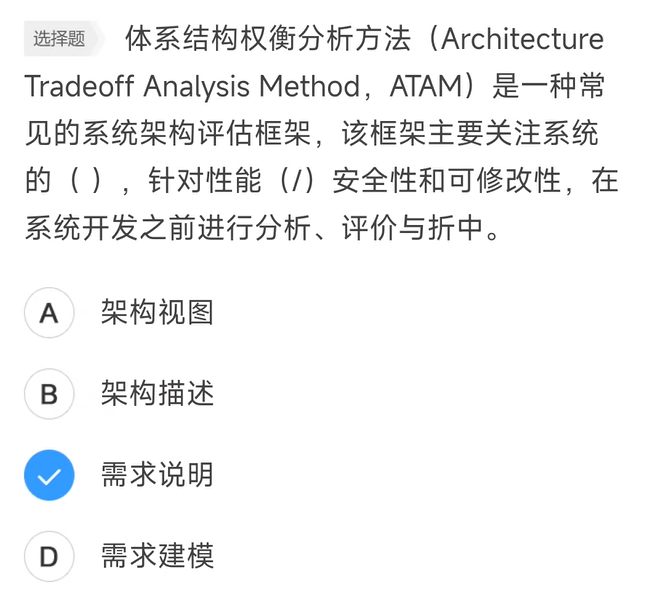 选择题 体系结构权衡分析方法（Architecture
Tradeoff Analysis Method，ATAM）是一种常
见的系统架构评估框架，该框架主要关注系统
的（ ），针对性能（/）安全性和可修改性，在
系统开发之前进行分析、评价与折中。
A 架构视图
B 架构描述
需求说明
D 需求建模